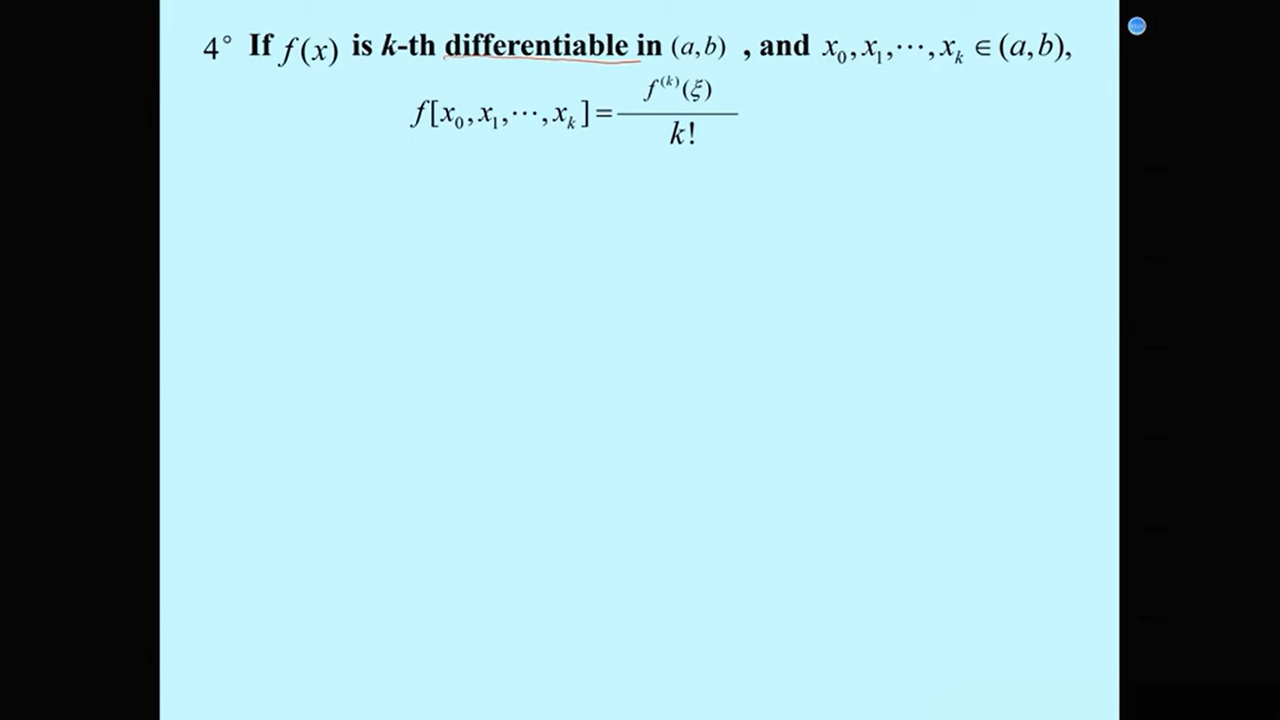 4° If f(x) is k-th differentiable in (a,b) , and x₀,x₁,⋯,xₖ ∈ (a,b),
f[x₀,x₁,⋯,xₖ] = f⁽ᵏ⁾(ξ) / k!